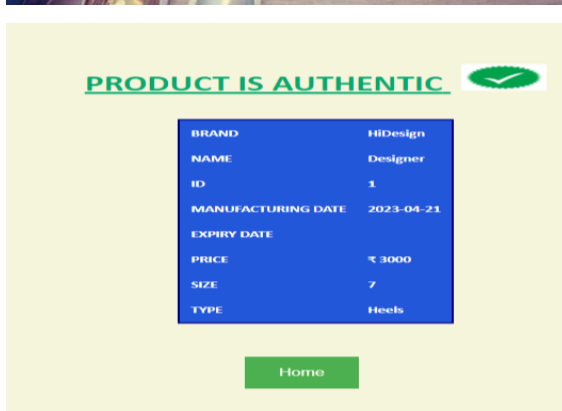 PRODUCT IS AUTHENTIC
BRAND HiDesign
NAME Designer
ID 1
MANUFACTURING DATE 2023-04-21
EXPIRY DATE
PRICE ₹ 3000
SIZE 7
TYPE Heels
Home